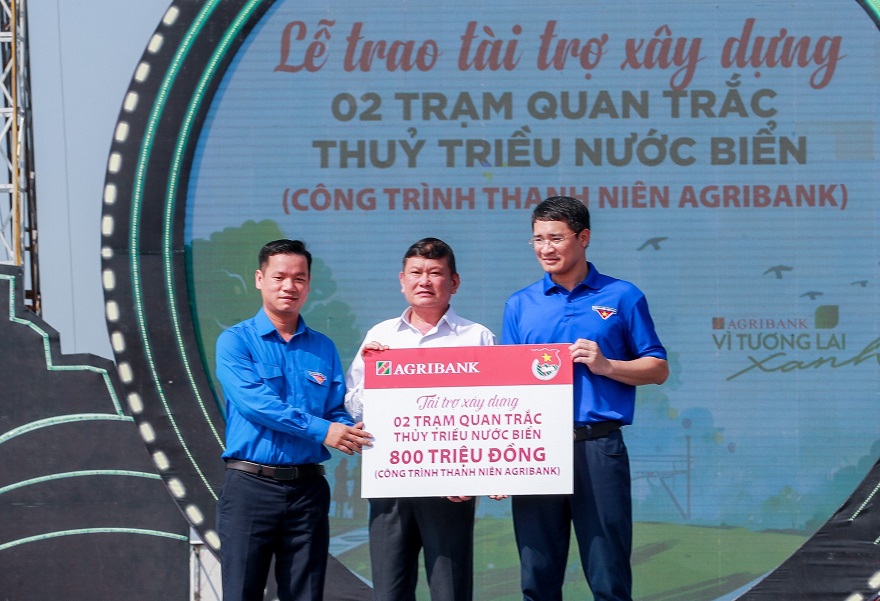 Lễ trao tài trợ xây dựng
02 TRẠM QUAN TRẮC
THUỶ TRIỀU NƯỚC BIỂN
(CÔNG TRÌNH THANH NIÊN AGRIBANK)
AGRIBANK
VÌ TƯƠNG LAI
Xanh
AGRIBANK
Tài trợ xây dựng
02 TRẠM QUAN TRẮC
THỦY TRIỀU NƯỚC BIỂN
800 TRIỆU ĐỒNG
(CÔNG TRÌNH THANH NIÊN AGRIBANK)